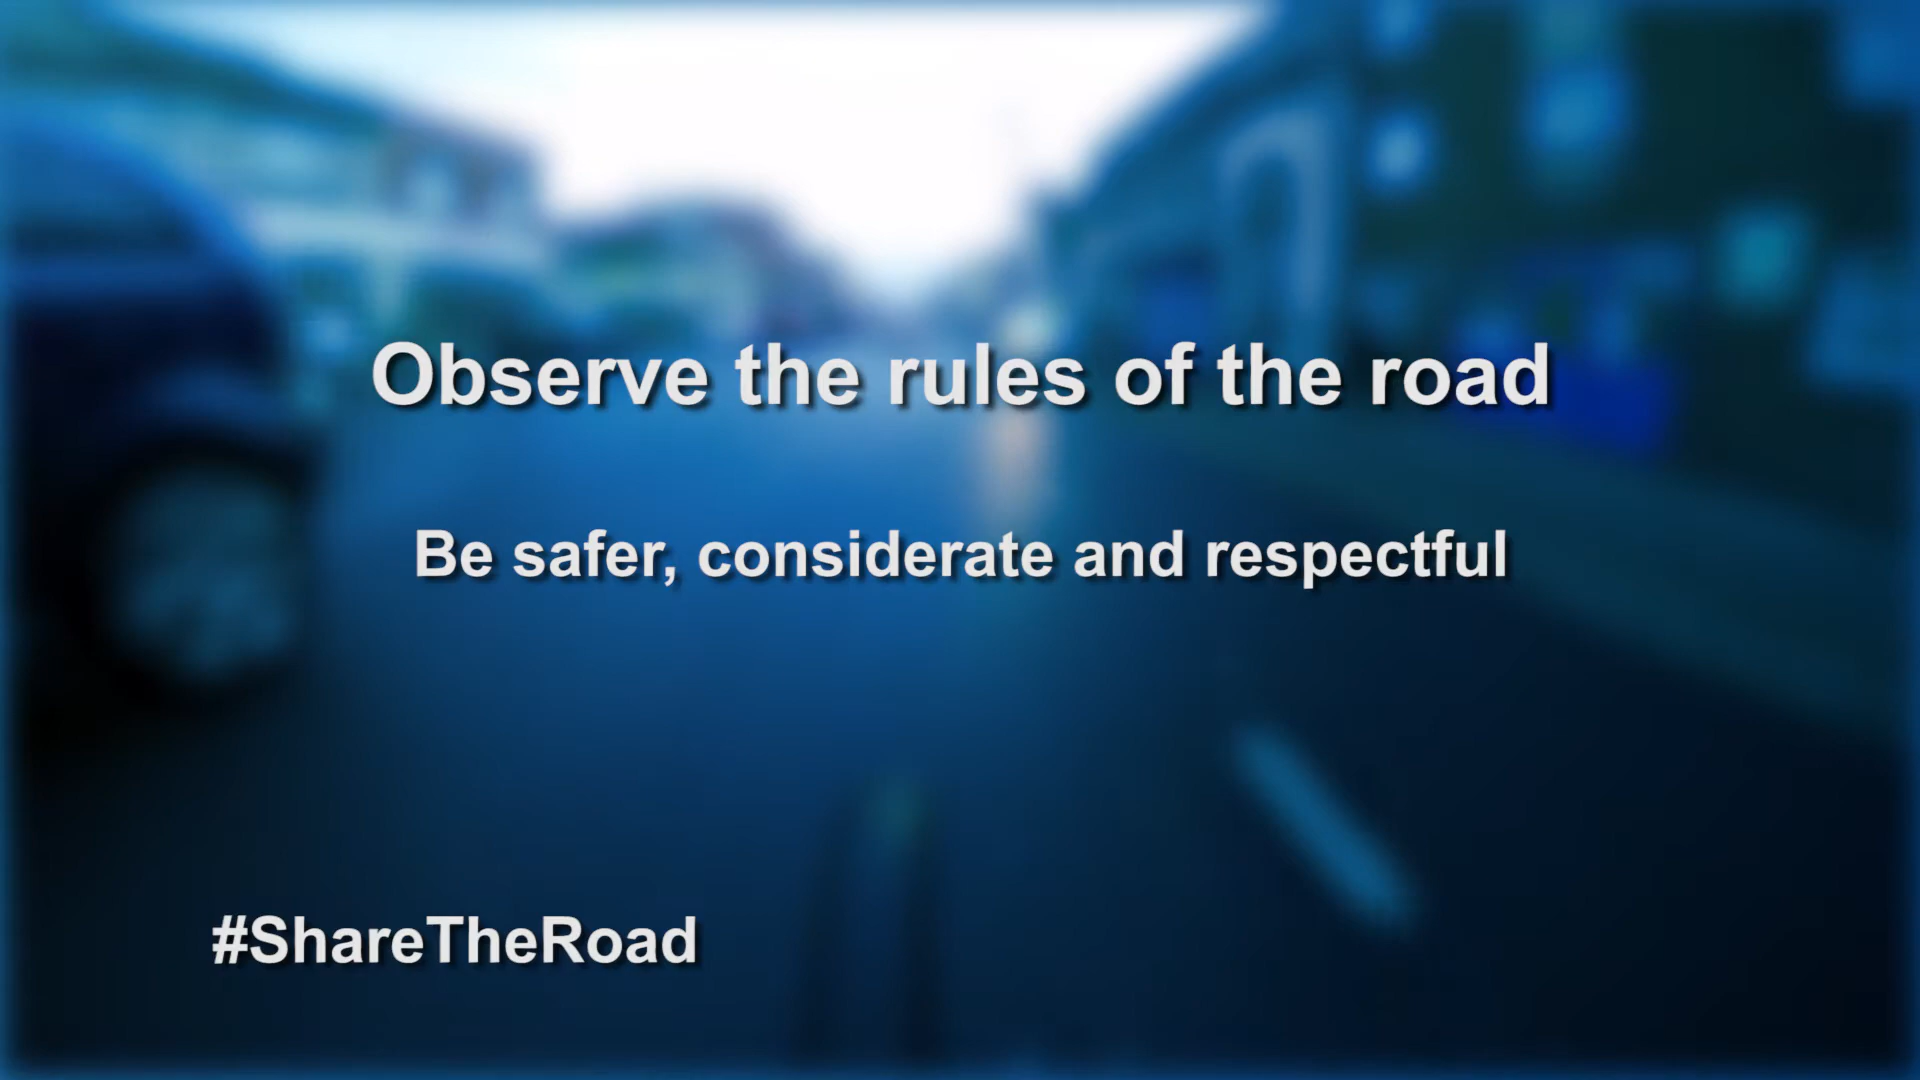 Observe the rules of the road
Be safer, considerate and respectful
#ShareTheRoad